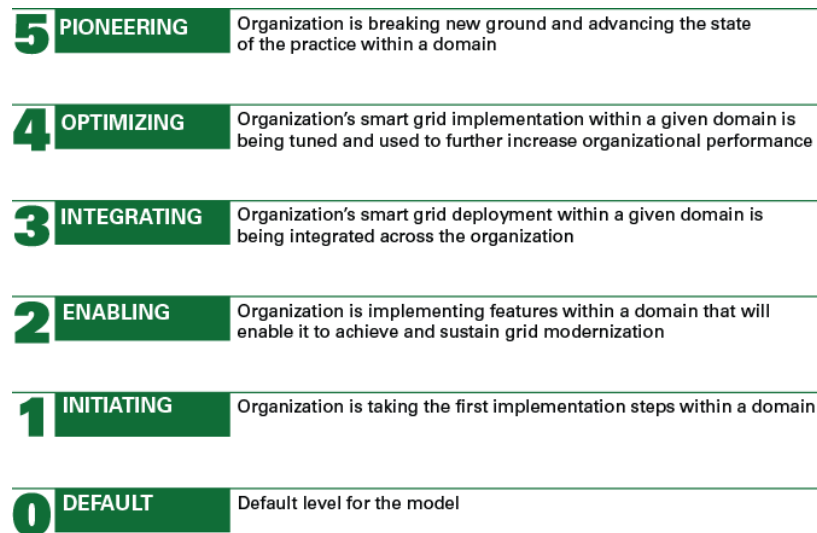 5 PIONEERING Organization is breaking new ground and advancing the state
of the practice within a domain
4 OPTIMIZING Organization’s smart grid implementation within a given domain is
being tuned and used to further increase organizational performance
3 INTEGRATING Organization’s smart grid deployment within a given domain is
being integrated across the organization
2 ENABLING Organization is implementing features within a domain that will
enable it to achieve and sustain grid modernization
1 INITIATING Organization is taking the first implementation steps within a domain
0 DEFAULT Default level for the model